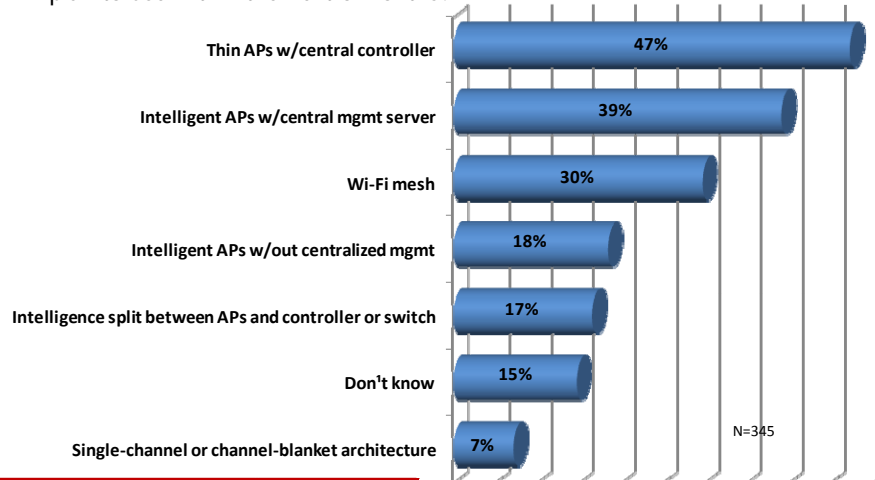 Thin APs w/central controller
47%
Intelligent APs w/central mgmt server
39%
Wi-Fi mesh
30%
Intelligent APs w/out centralized mgmt
18%
Intelligence split between APs and controller or switch
17%
Don¹t know
15%
N=345
Single-channel or channel-blanket architecture
7%